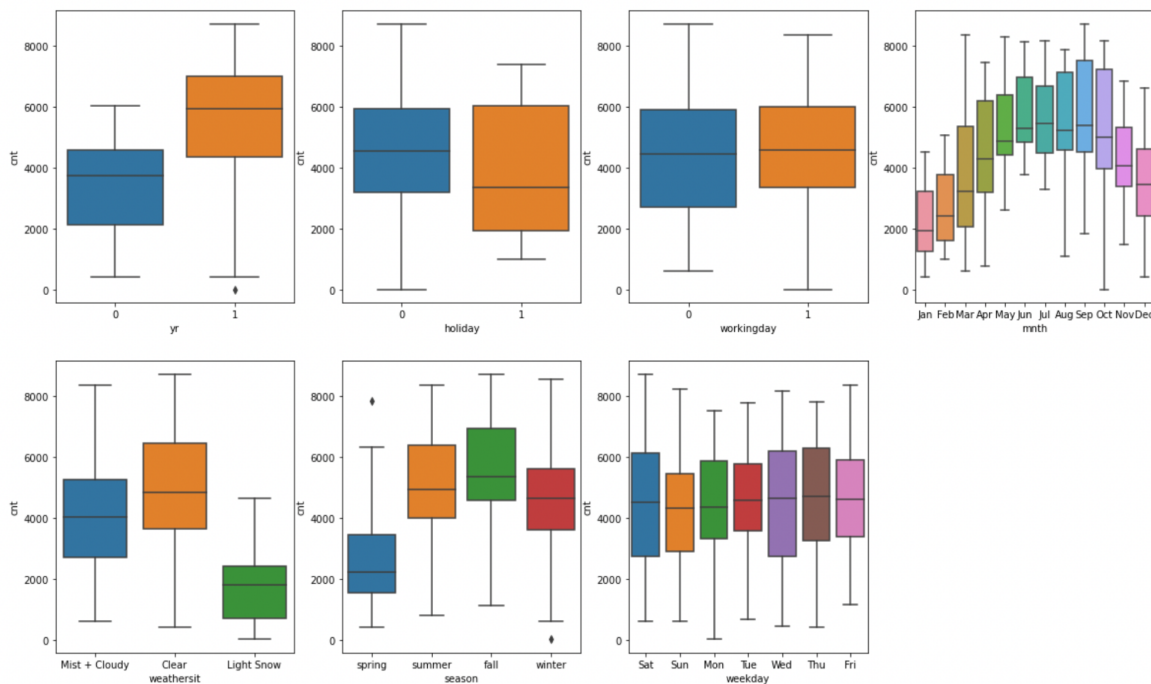 cnt
8000
6000
4000
2000
0
0 1
yr
cnt
8000
6000
4000
2000
0
0 1
holiday
cnt
8000
6000
4000
2000
0
0 1
workingday
cnt
8000
6000
4000
2000
0
Jan Feb Mar Apr May Jun Jul Aug Sep Oct Nov Dec
mnth
cnt
8000
6000
4000
2000
0
Mist + Cloudy Clear Light Snow
weathersit
cnt
8000
6000
4000
2000
0
spring summer fall winter
season
cnt
8000
6000
4000
2000
0
Sat Sun Mon Tue Wed Thu Fri
weekday